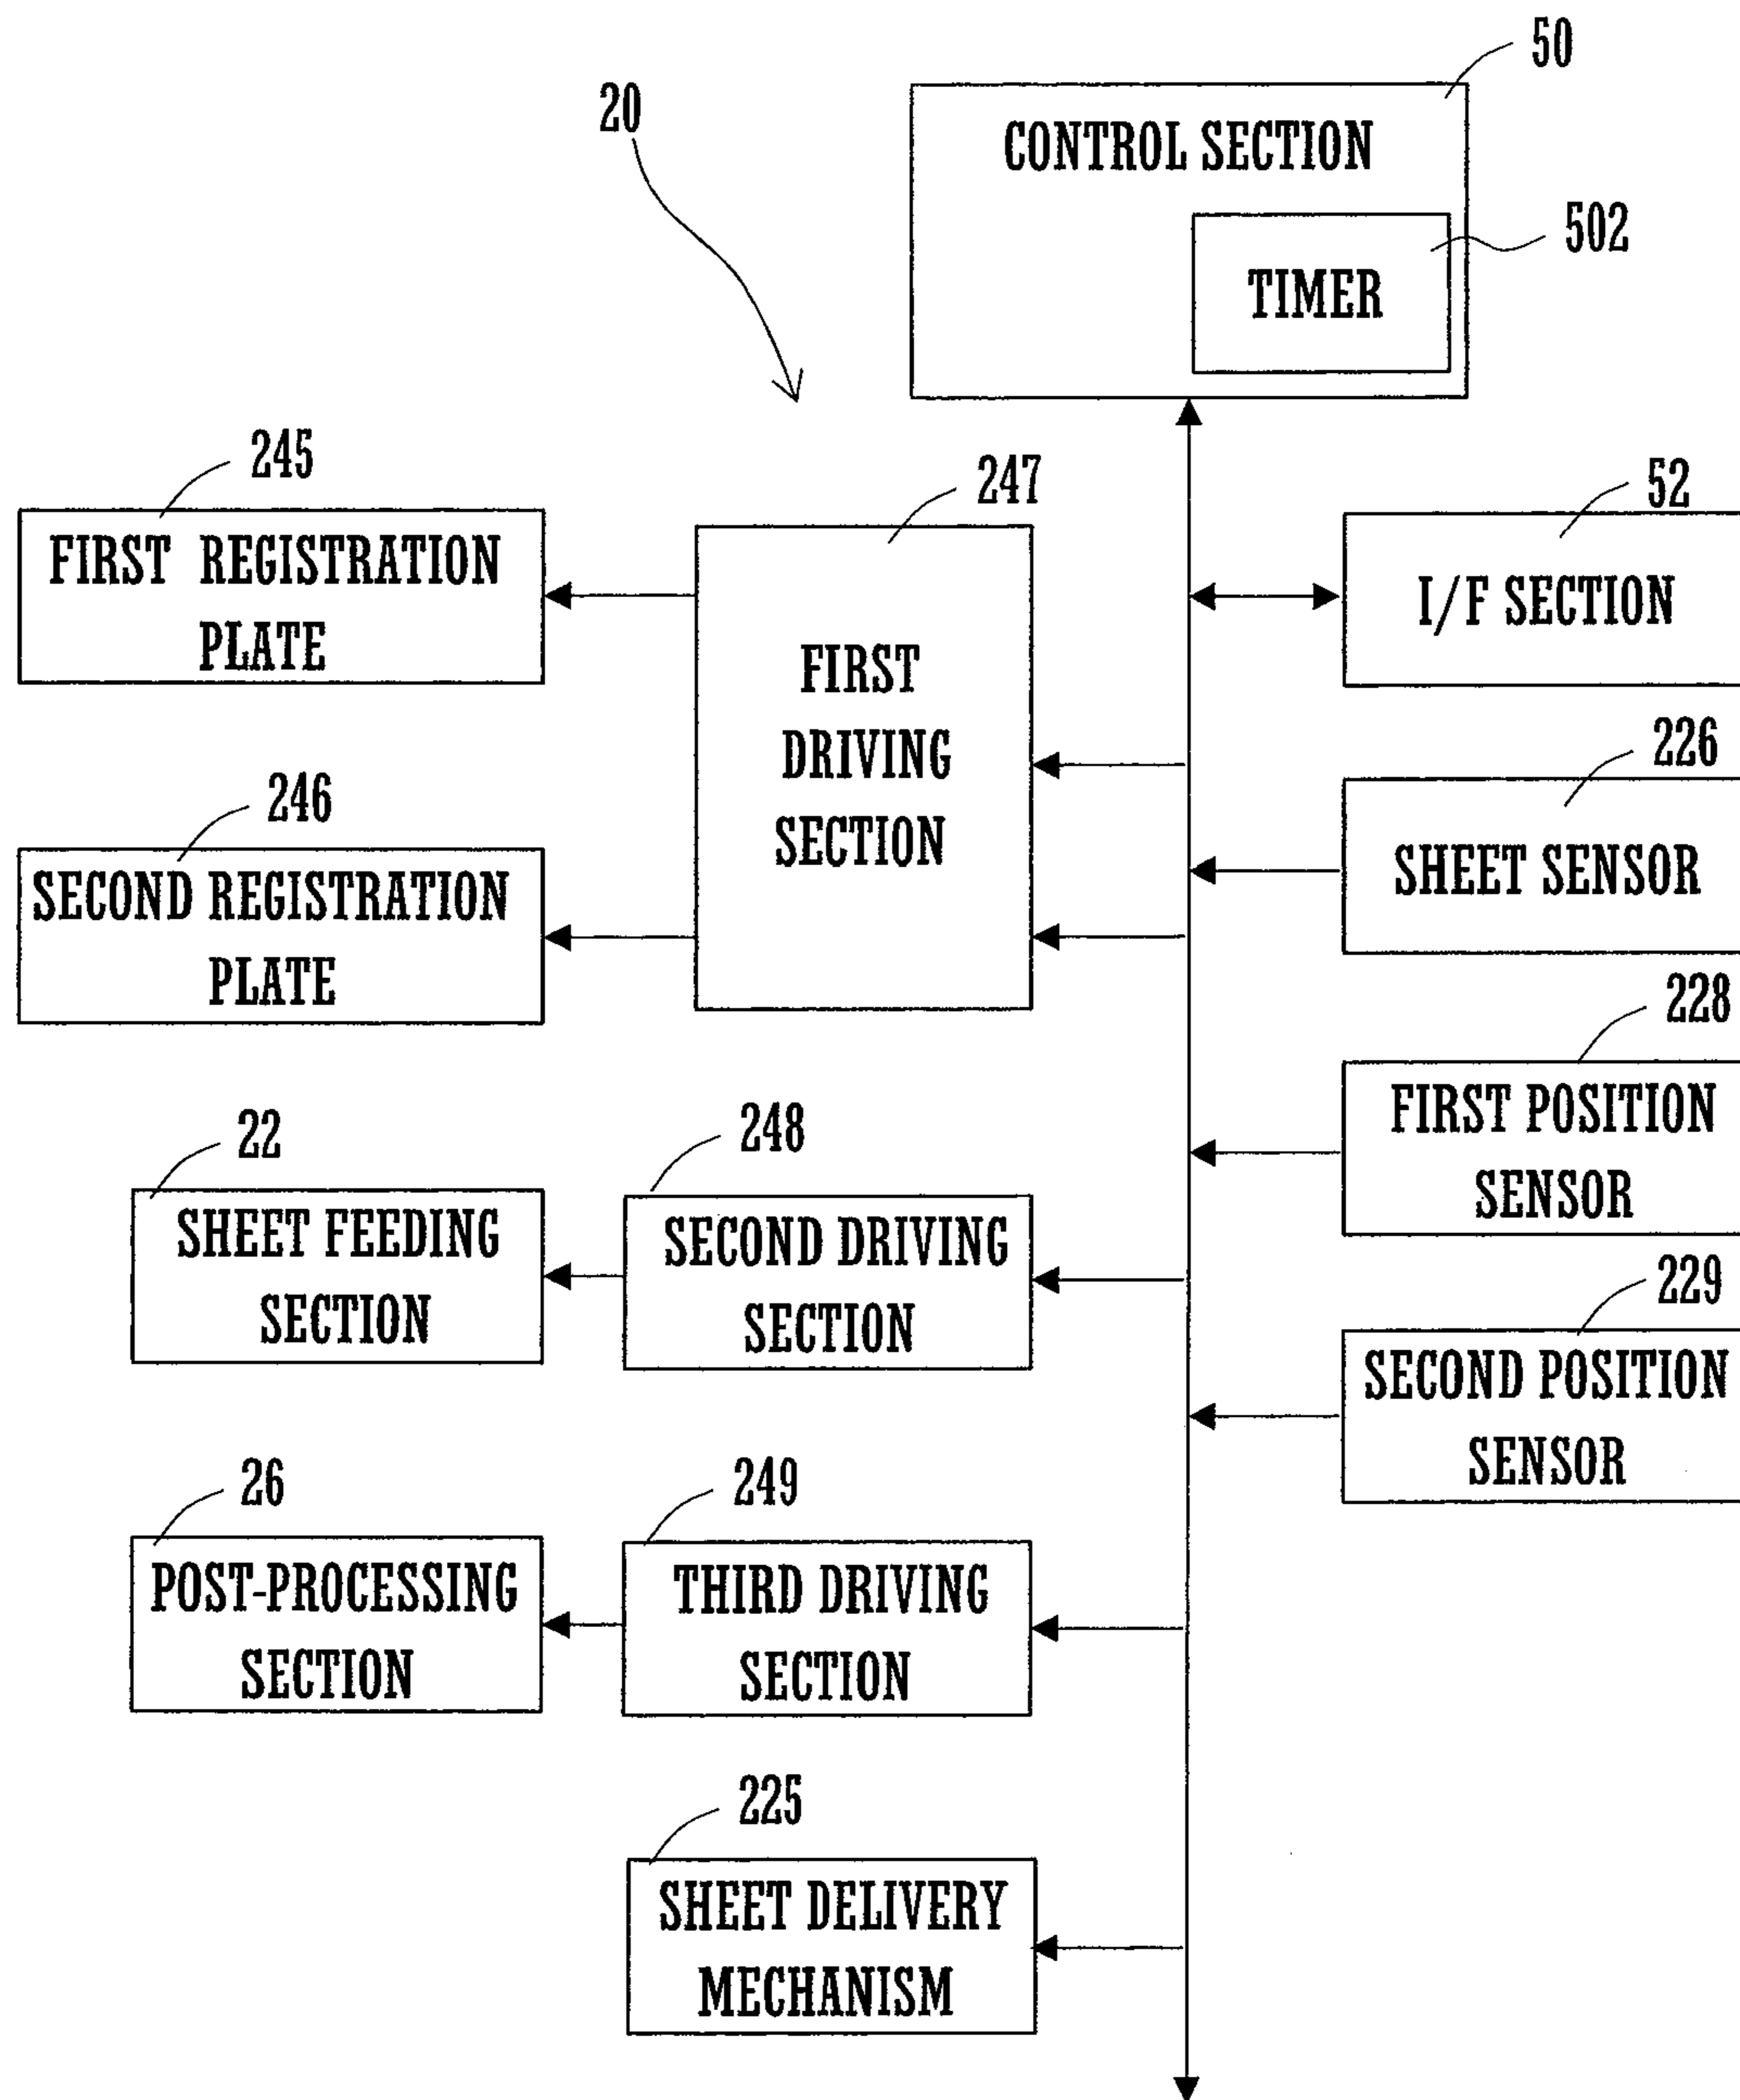 50
20
CONTROL SECTION
502
TIMER
245
FIRST REGISTRATION
PLATE
247
FIRST
DRIVING
SECTION
52
I/F SECTION
246
SECOND REGISTRATION
PLATE
226
SHEET SENSOR
228
FIRST POSITION
SENSOR
22
SHEET FEEDING
SECTION
248
SECOND DRIVING
SECTION
229
SECOND POSITION
SENSOR
26
POST-PROCESSING
SECTION
249
THIRD DRIVING
SECTION
225
SHEET DELIVERY
MECHANISM